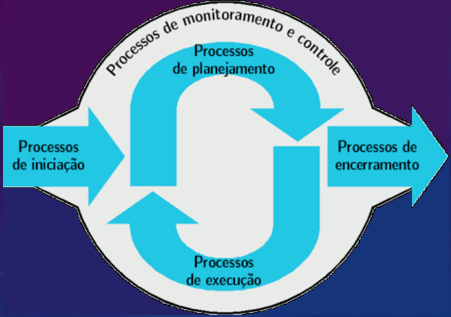 Processos de monitoramento e controle
Processos
de planejamento
Processos
de iniciação
Processos de
encerramento
Processos
de execução